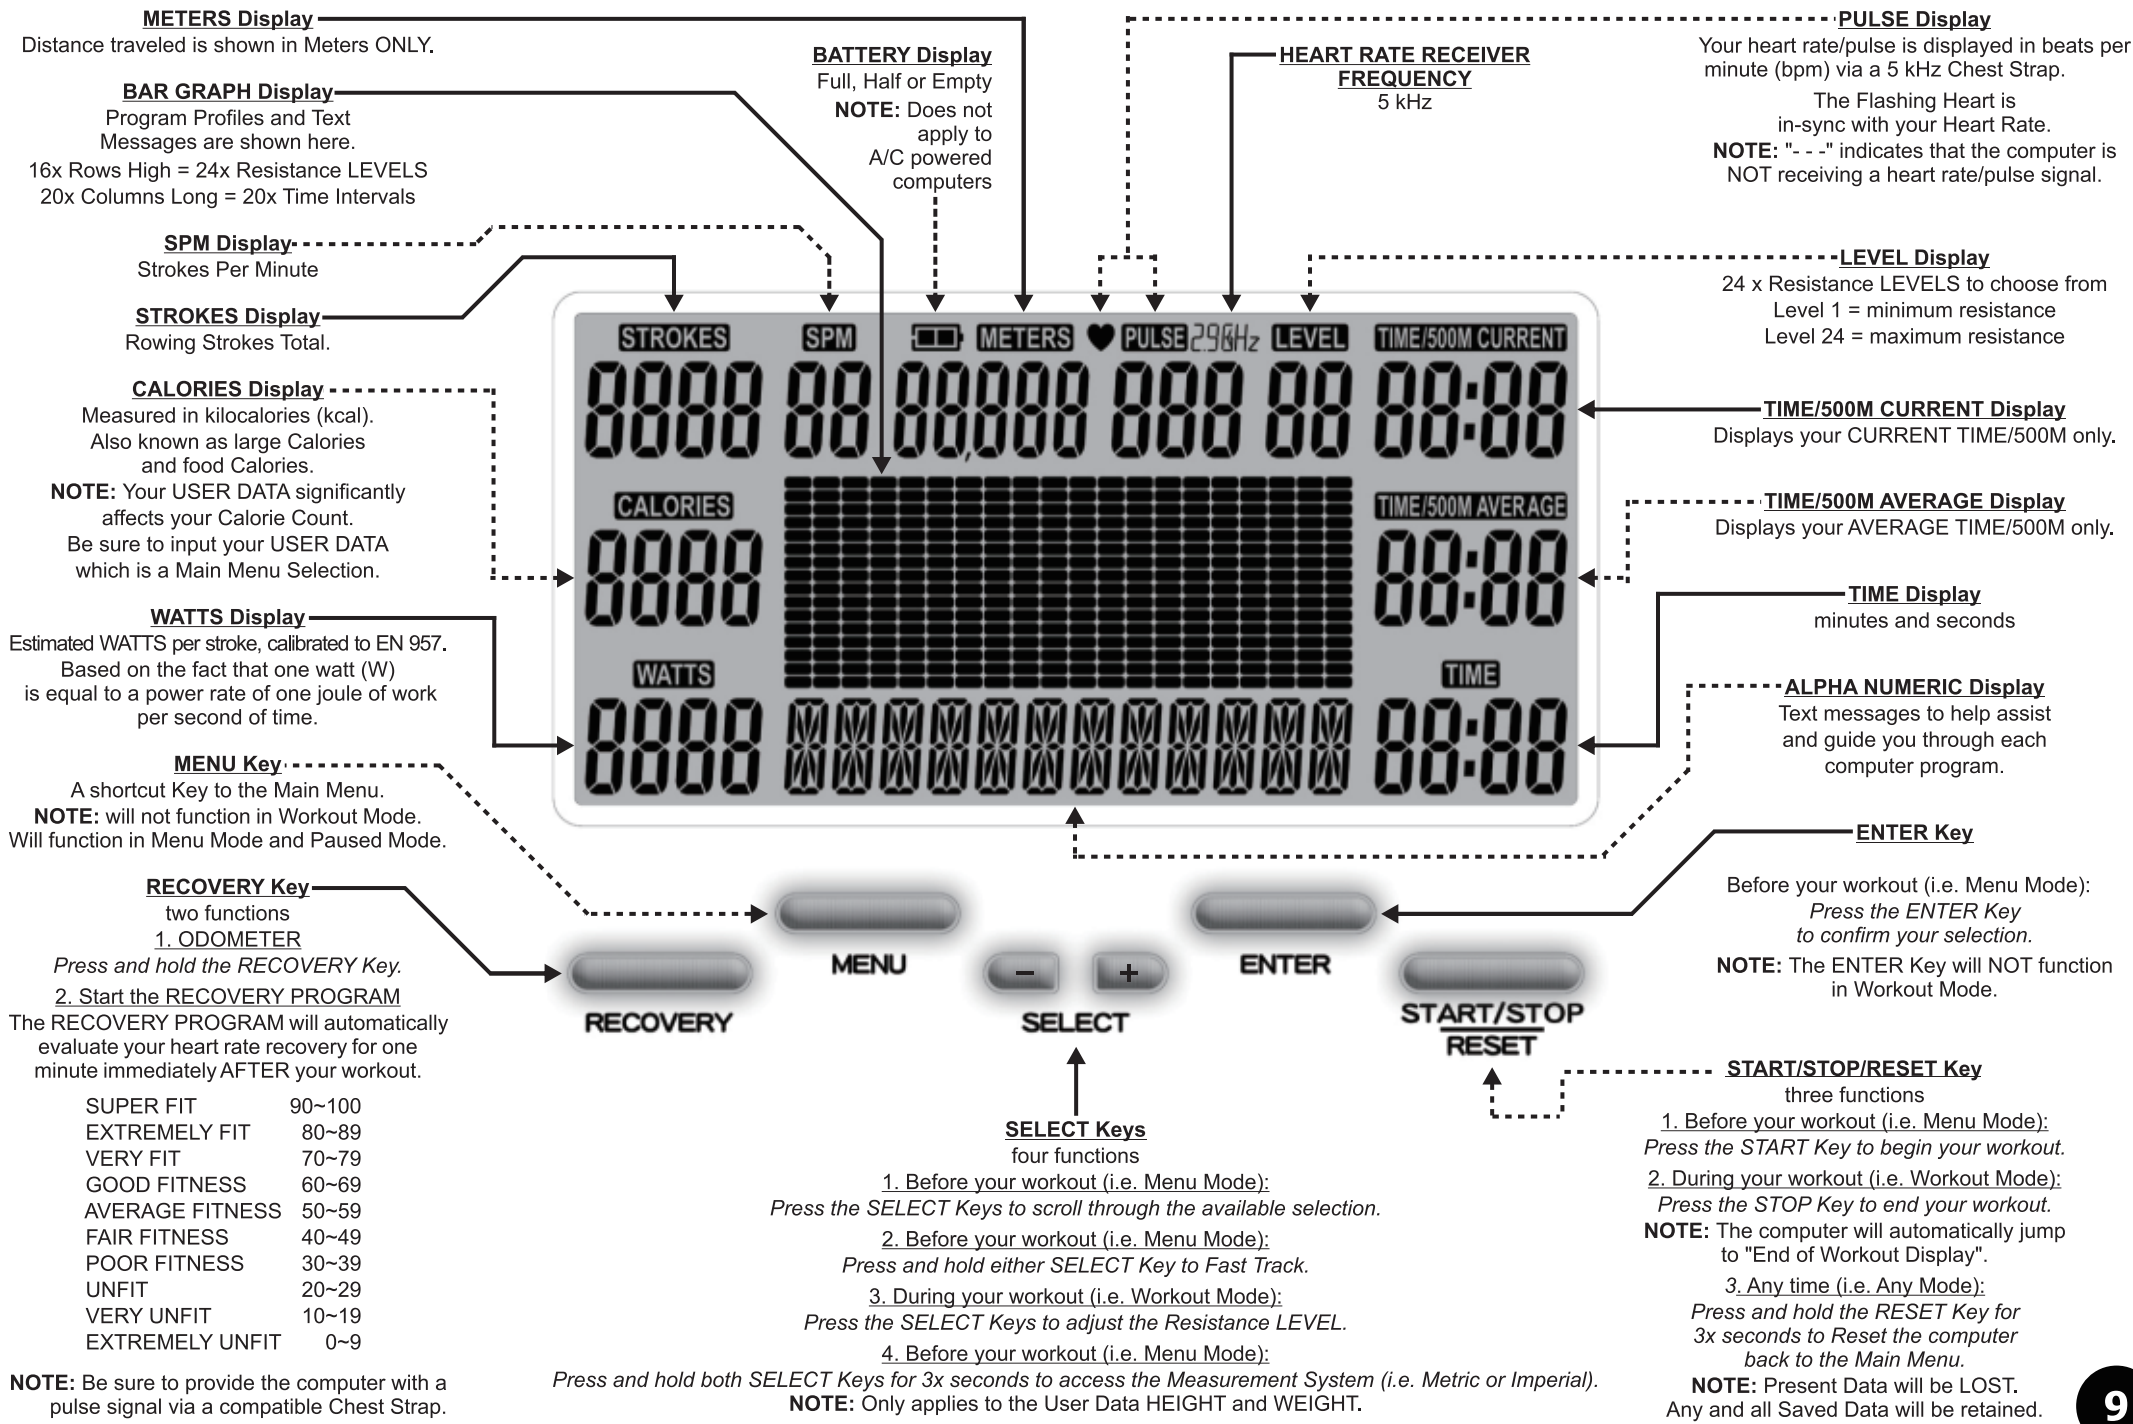 METERS Display
Distance traveled is shown in Meters ONLY.
BAR GRAPH Display
Program Profiles and Text
Messages are shown here.
16x Rows High = 24x Resistance LEVELS
20x Columns Long = 20x Time Intervals
SPM Display
Strokes Per Minute
STROKES Display
Rowing Strokes Total.
CALORIES Display
Measured in kilocalories (kcal).
Also known as large Calories
and food Calories.
NOTE: Your USER DATA significantly
affects your Calorie Count.
Be sure to input your USER DATA
which is a Main Menu Selection.
WATTS Display
Estimated WATTS per stroke, calibrated to EN 957.
Based on the fact that one watt (W)
is equal to a power rate of one joule of work
per second of time.
MENU Key
A shortcut Key to the Main Menu.
NOTE: will not function in Workout Mode.
Will function in Menu Mode and Paused Mode.
RECOVERY Key
two functions
1. ODOMETER
Press and hold the RECOVERY Key.
2. Start the RECOVERY PROGRAM
The RECOVERY PROGRAM will automatically
evaluate your heart rate recovery for one
minute immediately AFTER your workout.
SUPER FIT 90~100
EXTREMELY FIT 80~89
VERY FIT 70~79
GOOD FITNESS 60~69
AVERAGE FITNESS 50~59
FAIR FITNESS 40~49
POOR FITNESS 30~39
UNFIT 20~29
VERY UNFIT 10~19
EXTREMELY UNFIT 0~9
NOTE: Be sure to provide the computer with a
pulse signal via a compatible Chest Strap.
BATTERY Display
Full, Half or Empty
NOTE: Does not
apply to
A/C powered
computers
HEART RATE RECEIVER
FREQUENCY
5 kHz
STROKES SPM METERS PULSE LEVEL TIME/500M CURRENT
8888 88 88,888 888 88 88:88
CALORIES TIME/500M AVERAGE
8888 88:88
WATTS TIME
8888 88:88
MENU
ENTER
RECOVERY
- +
SELECT
START/STOP
RESET
SELECT Keys
four functions
1. Before your workout (i.e. Menu Mode):
Press the SELECT Keys to scroll through the available selection.
2. Before your workout (i.e. Menu Mode):
Press and hold either SELECT Key to Fast Track.
3. During your workout (i.e. Workout Mode):
Press the SELECT Keys to adjust the Resistance LEVEL.
4. Before your workout (i.e. Menu Mode):
Press and hold both SELECT Keys for 3x seconds to access the Measurement System (i.e. Metric or Imperial).
NOTE: Only applies to the User Data HEIGHT and WEIGHT.
PULSE Display
Your heart rate/pulse is displayed in beats per
minute (bpm) via a 5 kHz Chest Strap.
The Flashing Heart is
in-sync with your Heart Rate.
NOTE: "- - -" indicates that the computer is
NOT receiving a heart rate/pulse signal.
LEVEL Display
24 x Resistance LEVELS to choose from
Level 1 = minimum resistance
Level 24 = maximum resistance
TIME/500M CURRENT Display
Displays your CURRENT TIME/500M only.
TIME/500M AVERAGE Display
Displays your AVERAGE TIME/500M only.
TIME Display
minutes and seconds
ALPHA NUMERIC Display
Text messages to help assist
and guide you through each
computer program.
ENTER Key
Before your workout (i.e. Menu Mode):
Press the ENTER Key
to confirm your selection.
NOTE: The ENTER Key will NOT function
in Workout Mode.
START/STOP/RESET Key
three functions
1. Before your workout (i.e. Menu Mode):
Press the START Key to begin your workout.
2. During your workout (i.e. Workout Mode):
Press the STOP Key to end your workout.
NOTE: The computer will automatically jump
to "End of Workout Display".
3. Any time (i.e. Any Mode):
Press and hold the RESET Key for
3x seconds to Reset the computer
back to the Main Menu.
NOTE: Present Data will be LOST.
Any and all Saved Data will be retained.
9